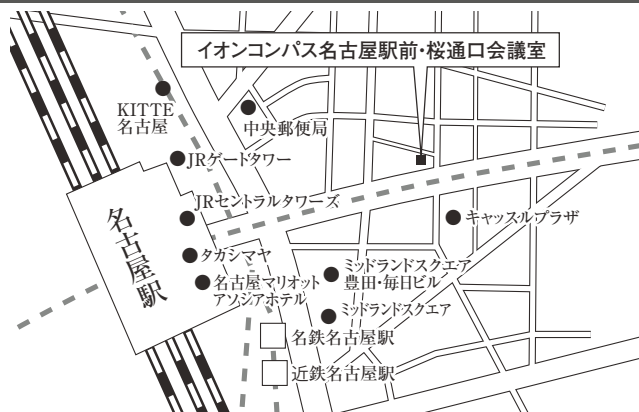 イオンコンパス名古屋駅前・桜通口会議室
KITTE
名古屋
中央郵便局
JRゲートタワー
JRセントラルタワーズ
名古屋駅
キャッスルプラザ
タカシマヤ
名古屋マリオット
アソシアホテル
ミッドランドスクエア
豊田・毎日ビル
ミッドランドスクエア
名鉄名古屋駅
近鉄名古屋駅